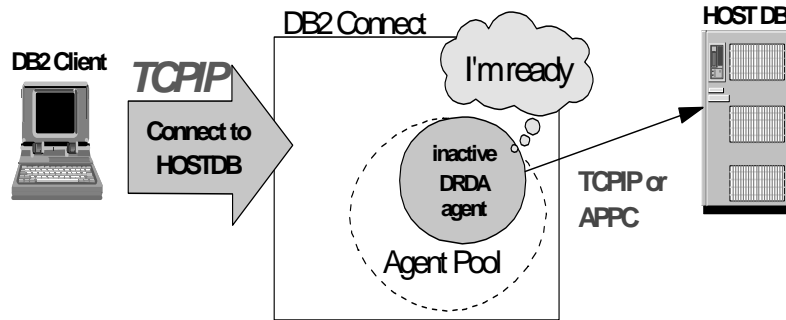 DB2 Client
TCPIP
Connect to
HOSTDB
DB2 Connect
I'm ready
inactive
DRDA
agent
Agent Pool
TCPIP or
APPC
HOST DB